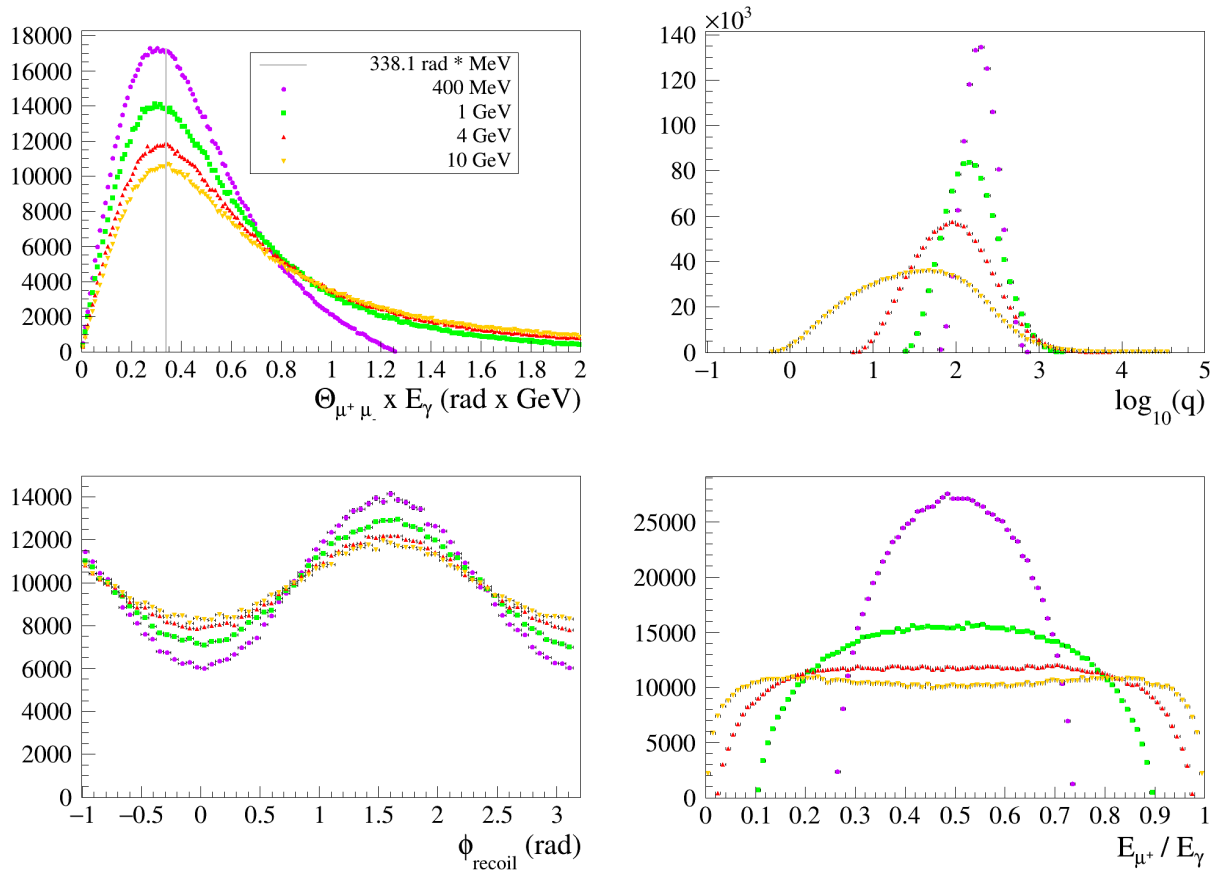 18000
16000
14000
12000
10000
8000
6000
4000
2000
0
338.1 rad * MeV
400 MeV
1 GeV
4 GeV
10 GeV
0 0.2 0.4 0.6 0.8 1 1.2 1.4 1.6 1.8 2
Θμ+ μ- x Eγ (rad x GeV)
×10³
140
120
100
80
60
40
20
0
−1 0 1 2 3 4 5
log10(q)
14000
12000
10000
8000
6000
4000
2000
0
−1 −0.5 0 0.5 1 1.5 2 2.5 3
ϕrecoil (rad)
25000
20000
15000
10000
5000
0
0 0.1 0.2 0.3 0.4 0.5 0.6 0.7 0.8 0.9 1
Eμ+ / Eγ